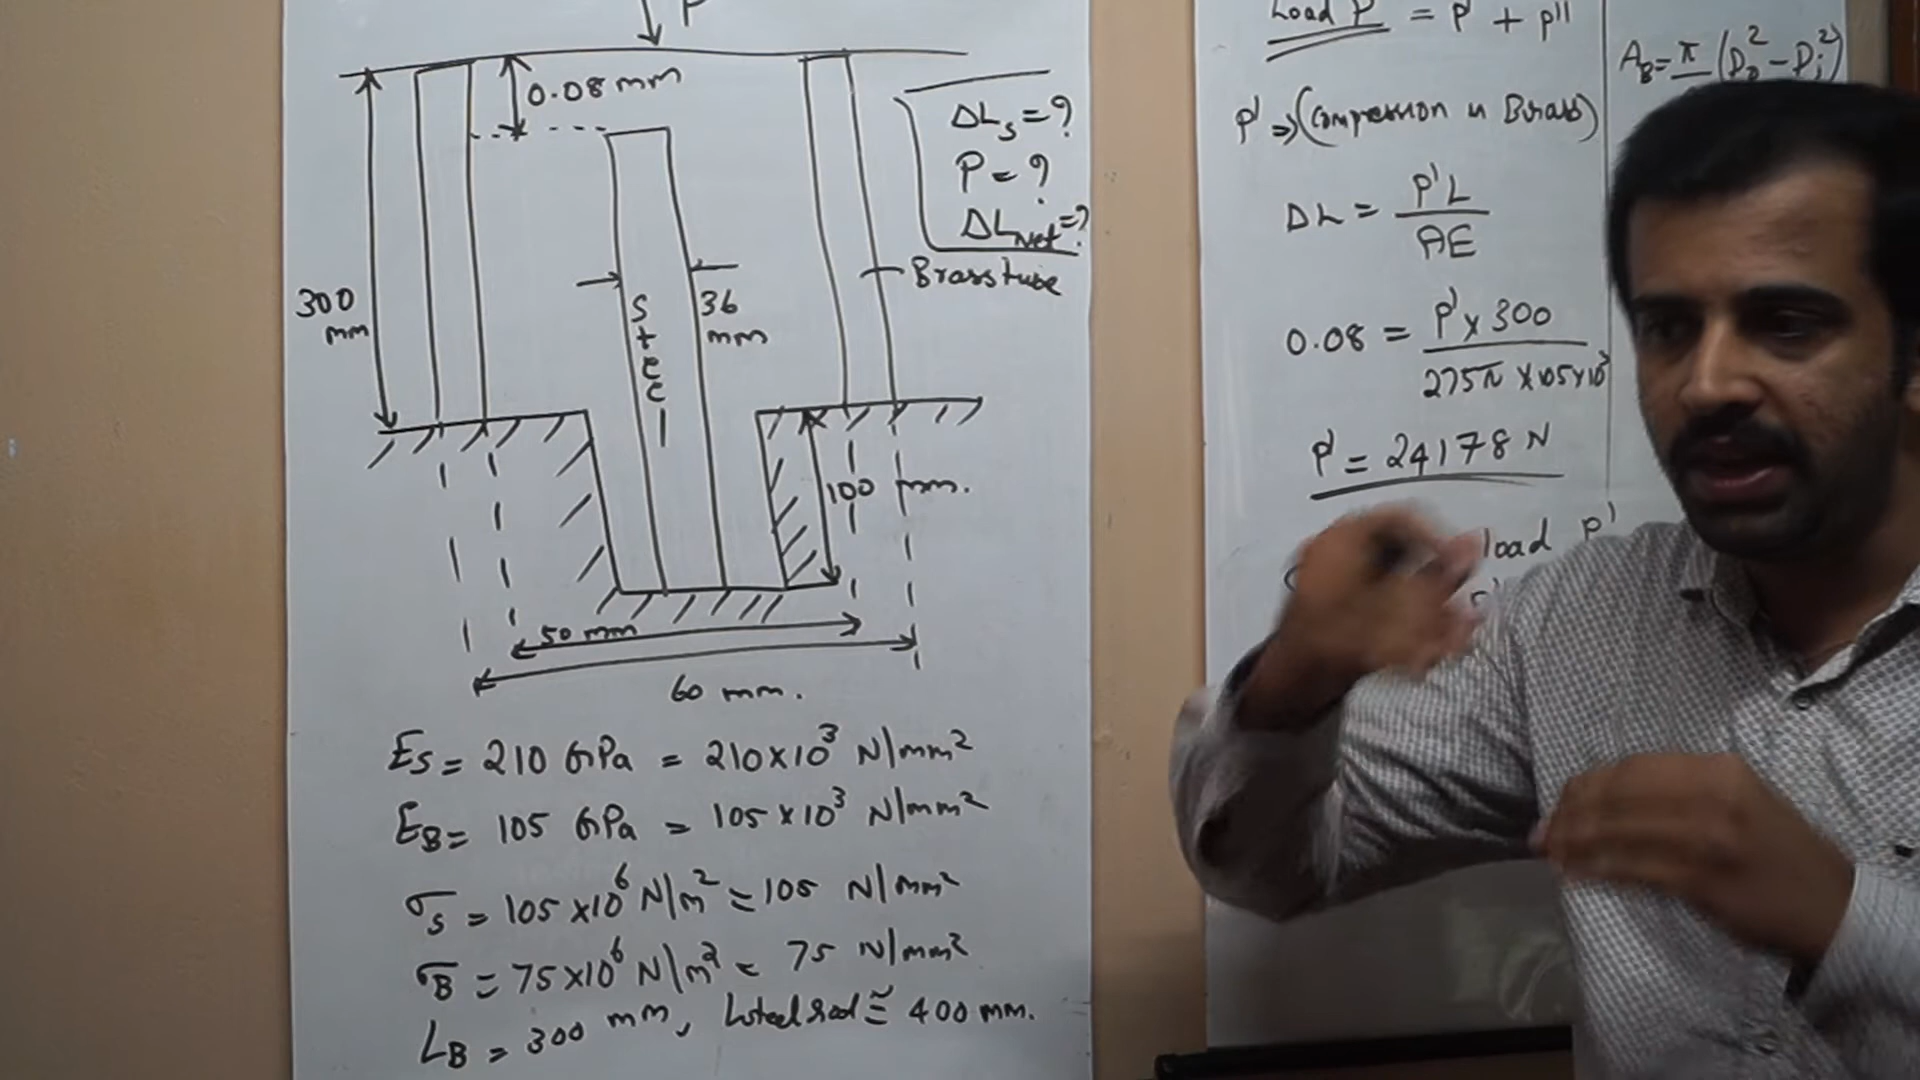 P
0.08 mm
ΔLs = ?
P = ?
ΔLNet = ?
Brass tube
300
mm
Steel
36
mm
100 mm.
50 mm
60 mm.
Es = 210 GPa = 210×10³ N/mm²
EB = 105 GPa = 105×10³ N/mm²
σs = 105×10⁶ N/m² = 105 N/mm²
σB = 75×10⁶ N/m² = 75 N/mm²
LB = 300 mm, Lsteel rod = 400 mm.
Load P = P' + P''
P' ⇒ (Compression in Brass)
ΔL = P'L / AE
0.08 = P' × 300 / 275π × 105×10³
P' = 24178 N
load P'
AB = π (Do² − Di²)